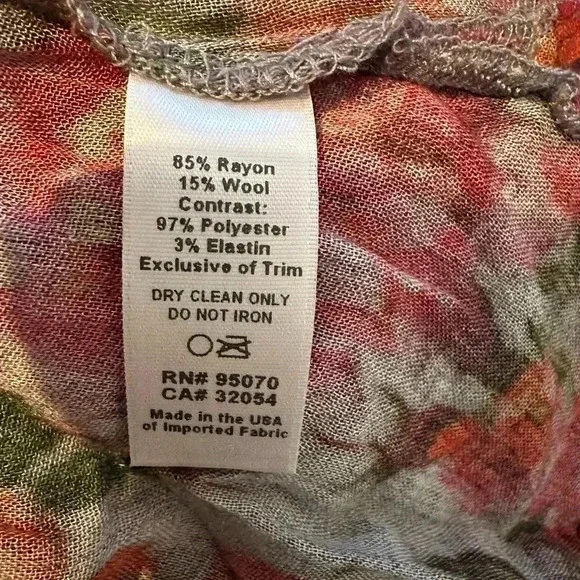 85% Rayon
15% Wool
Contrast:
97% Polyester
3% Elastin
Exclusive of Trim
DRY CLEAN ONLY
DO NOT IRON
RN# 95070
CA# 32054
Made in the USA
of Imported Fabric